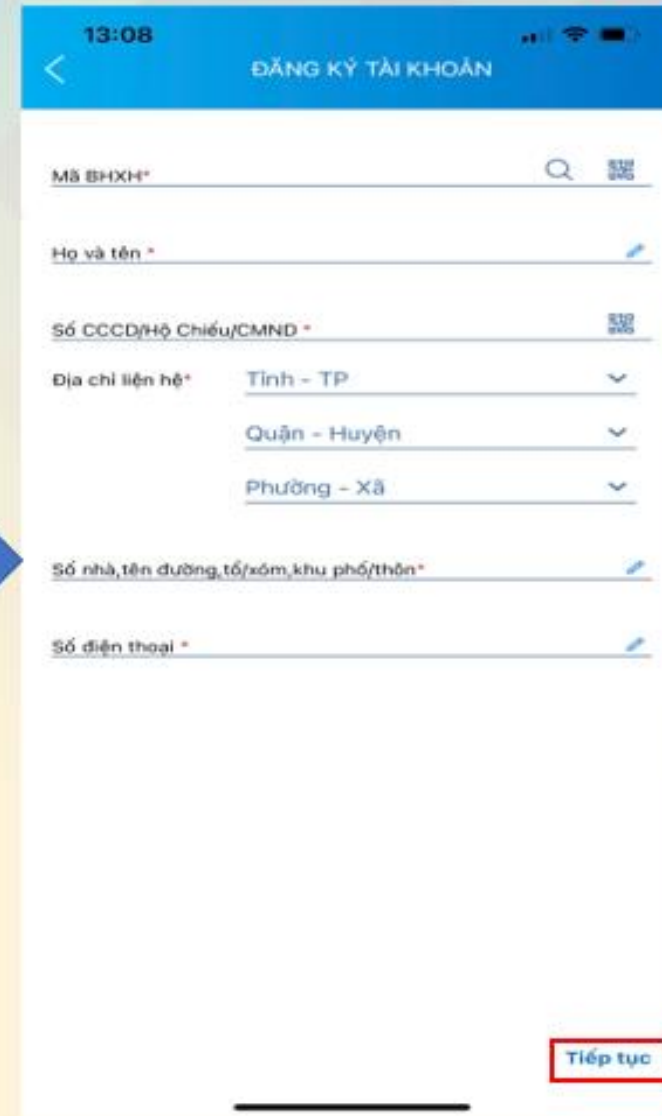 13:08
ĐĂNG KÝ TÀI KHOẢN
Mã BHXH*
Họ và tên *
Số CCCD/Hộ Chiếu/CMND *
Địa chỉ liên hệ* Tỉnh - TP
Quận - Huyện
Phường - Xã
Số nhà,tên đường,tổ/xóm,khu phố/thôn*
Số điện thoại *
Tiếp tục